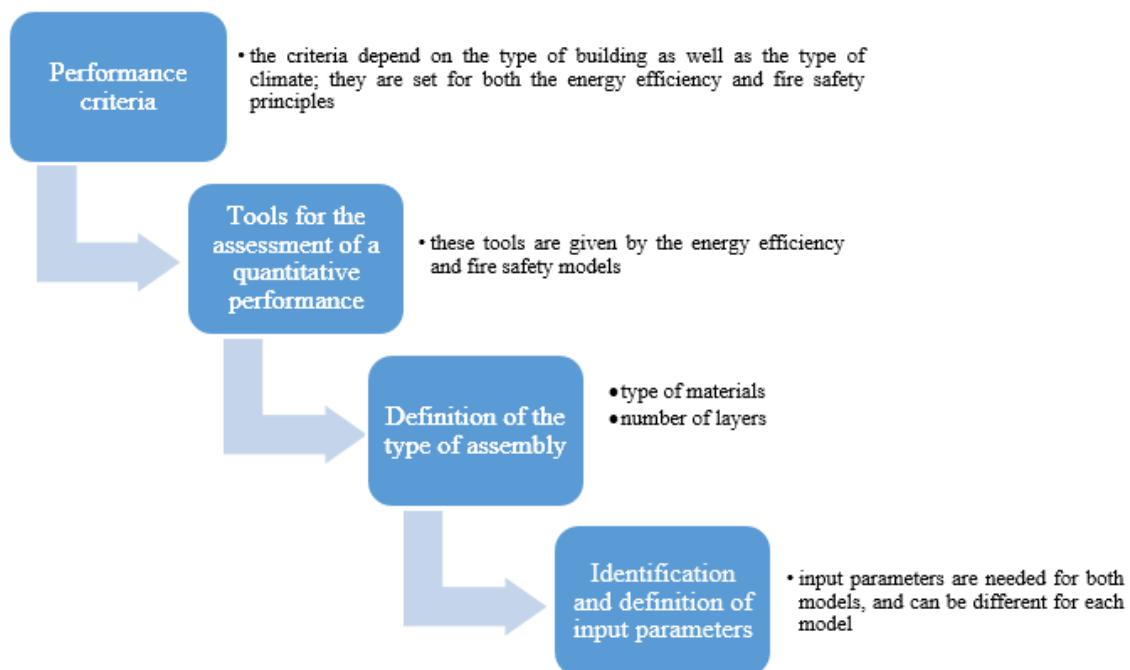 Performance
criteria
• the criteria depend on the type of building as well as the type of
climate; they are set for both the energy efficiency and fire safety
principles
Tools for the
assessment of a
quantitative
performance
• these tools are given by the energy efficiency
and fire safety models
Definition of the
type of assembly
•type of materials
•number of layers
Identification
and definition of
input parameters
• input parameters are needed for both
models, and can be different for each
model